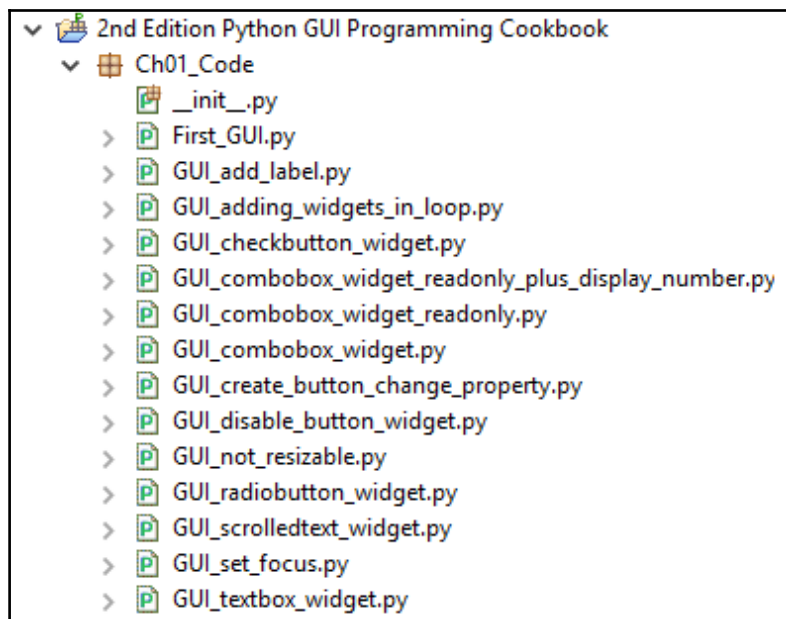 2nd Edition Python GUI Programming Cookbook
Ch01_Code
__init__.py
First_GUI.py
GUI_add_label.py
GUI_adding_widgets_in_loop.py
GUI_checkbutton_widget.py
GUI_combobox_widget_readonly_plus_display_number.py
GUI_combobox_widget_readonly.py
GUI_combobox_widget.py
GUI_create_button_change_property.py
GUI_disable_button_widget.py
GUI_not_resizable.py
GUI_radiobutton_widget.py
GUI_scrolledtext_widget.py
GUI_set_focus.py
GUI_textbox_widget.py